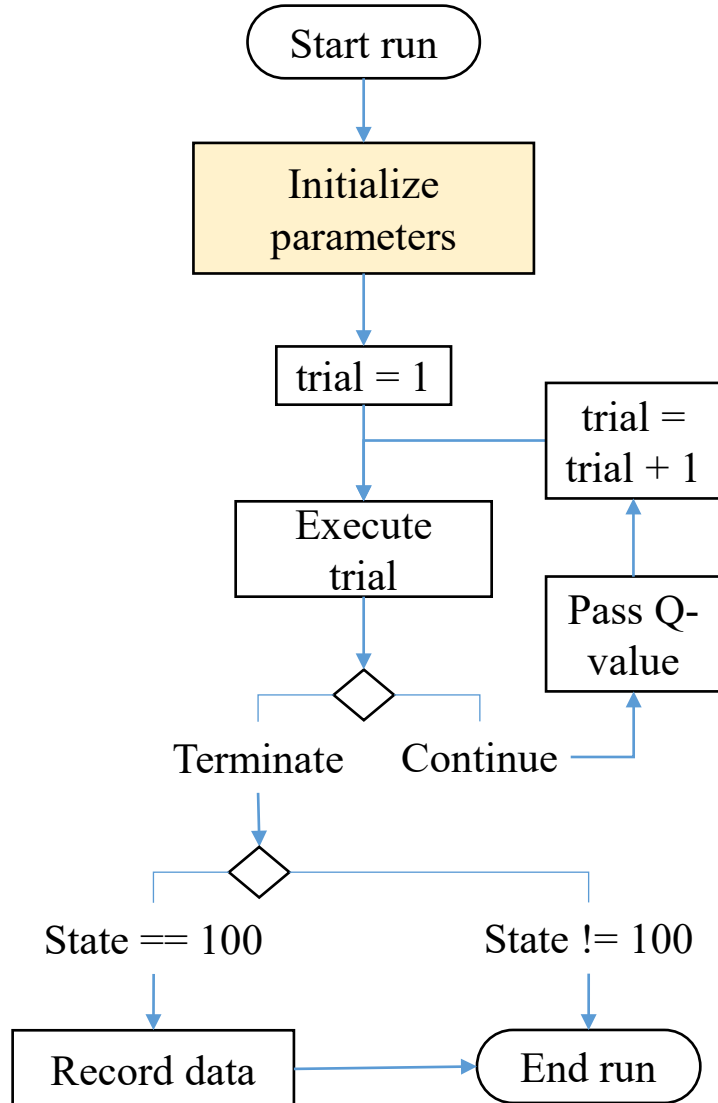 Start run
Initialize
parameters
trial = 1
trial =
trial + 1
Execute
trial
Pass Q-
value
Terminate
Continue
State == 100
State != 100
Record data
End run